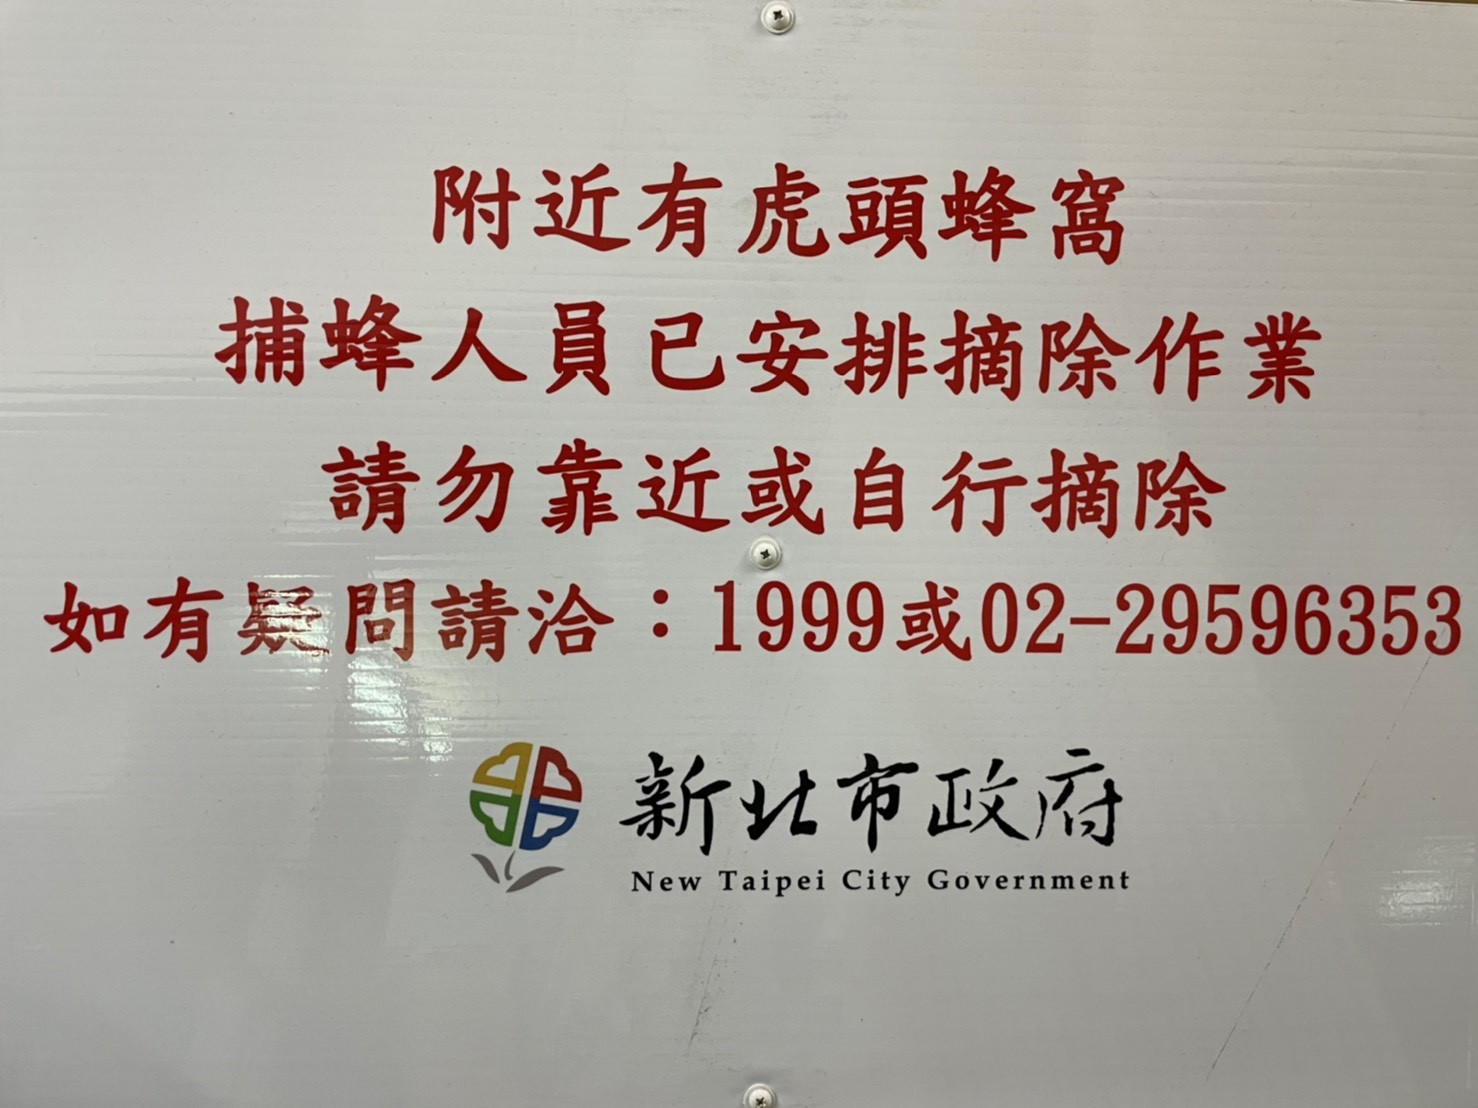 附近有虎頭蜂窩
捕蜂人員已安排摘除作業
請勿靠近或自行摘除
如有疑問請洽：1999或02-29596353
新北市政府
New Taipei City Government